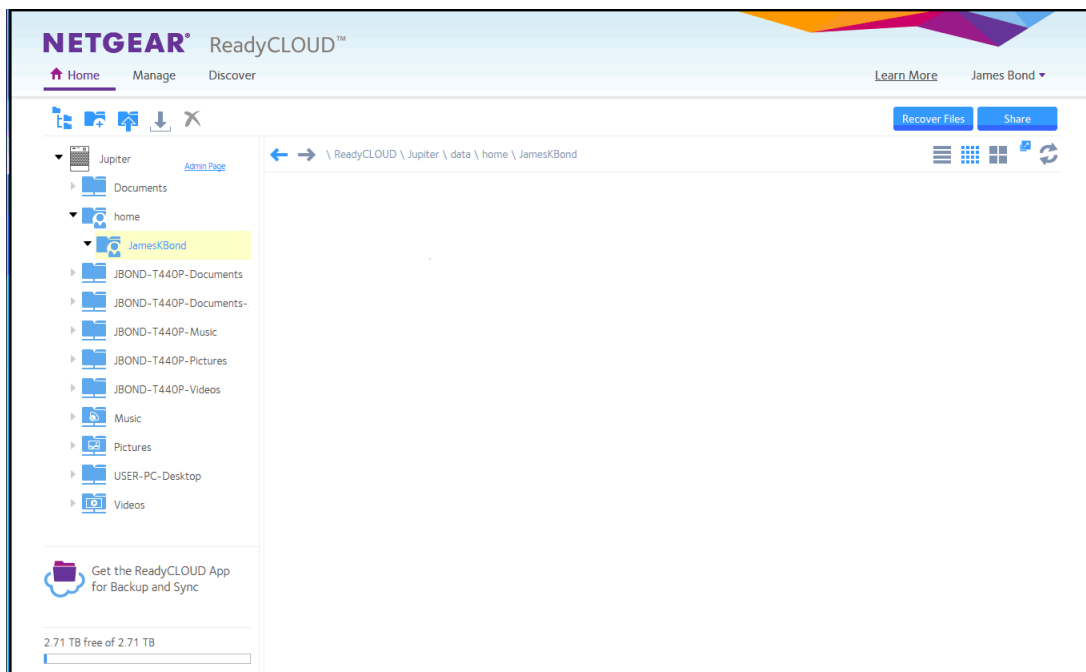 NETGEAR® ReadyCLOUD™
Home Manage Discover Learn More James Bond
Recover Files Share
Jupiter Admin Page
\ ReadyCLOUD \ Jupiter \ data \ home \ JamesKBond
Documents
home
JamesKBond
JBOND-T440P-Documents
JBOND-T440P-Documents-
JBOND-T440P-Music
JBOND-T440P-Pictures
JBOND-T440P-Videos
Music
Pictures
USER-PC-Desktop
Videos
Get the ReadyCLOUD App
for Backup and Sync
2.71 TB free of 2.71 TB